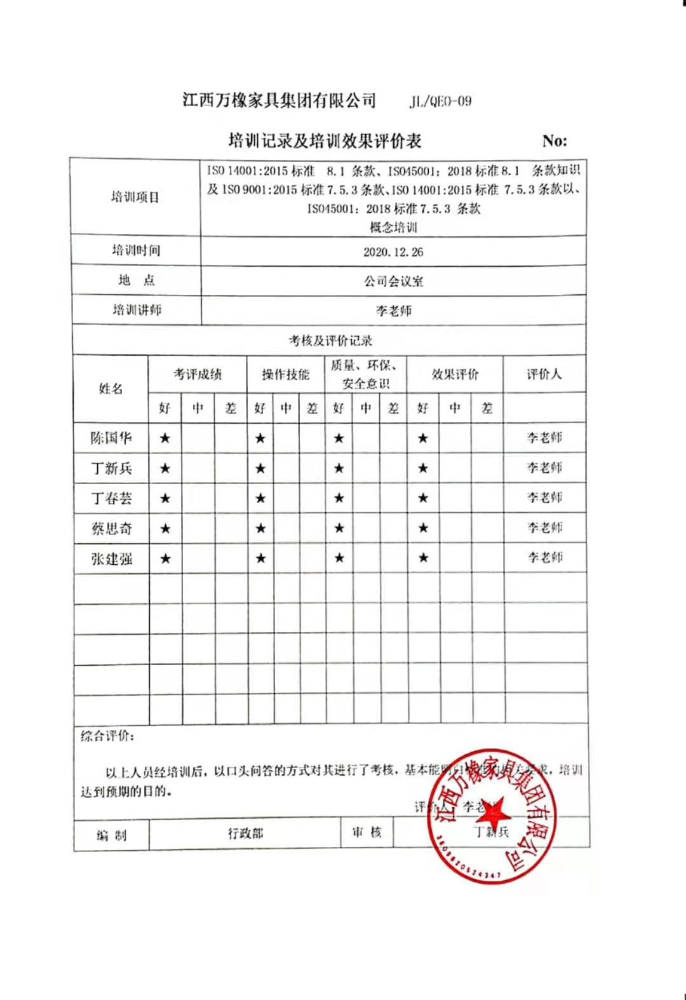 江西万橡家具集团有限公司 JL/QEO-09
培训记录及培训效果评价表 No:
培训项目
ISO 14001:2015 标准 8.1 条款、ISO45001：2018 标准 8.1 条款知识
及 ISO 9001:2015 标准 7.5.3 条款、ISO 14001:2015 标准 7.5.3 条款以、
ISO45001：2018 标准 7.5.3 条款
概念培训
培训时间 2020.12.26
地 点 公司会议室
培训讲师 李老师
考核及评价记录
姓名 考评成绩 操作技能 质量、环保、安全意识 效果评价 评价人
好 中 差 好 中 差 好 中 差 好 中 差
陈国华 ★ ★ ★ ★ 李老师
丁新兵 ★ ★ ★ ★ 李老师
丁春芸 ★ ★ ★ ★ 李老师
蔡思奇 ★ ★ ★ ★ 李老师
张建强 ★ ★ ★ ★ 李老师
综合评价：
以上人员经培训后，以口头问答的方式对其进行了考核，基本能明 相关要求，培训
达到预期的目的。
评价人：李老
编 制 行政部 审 核 丁新兵
江西万橡家具集团有限公司